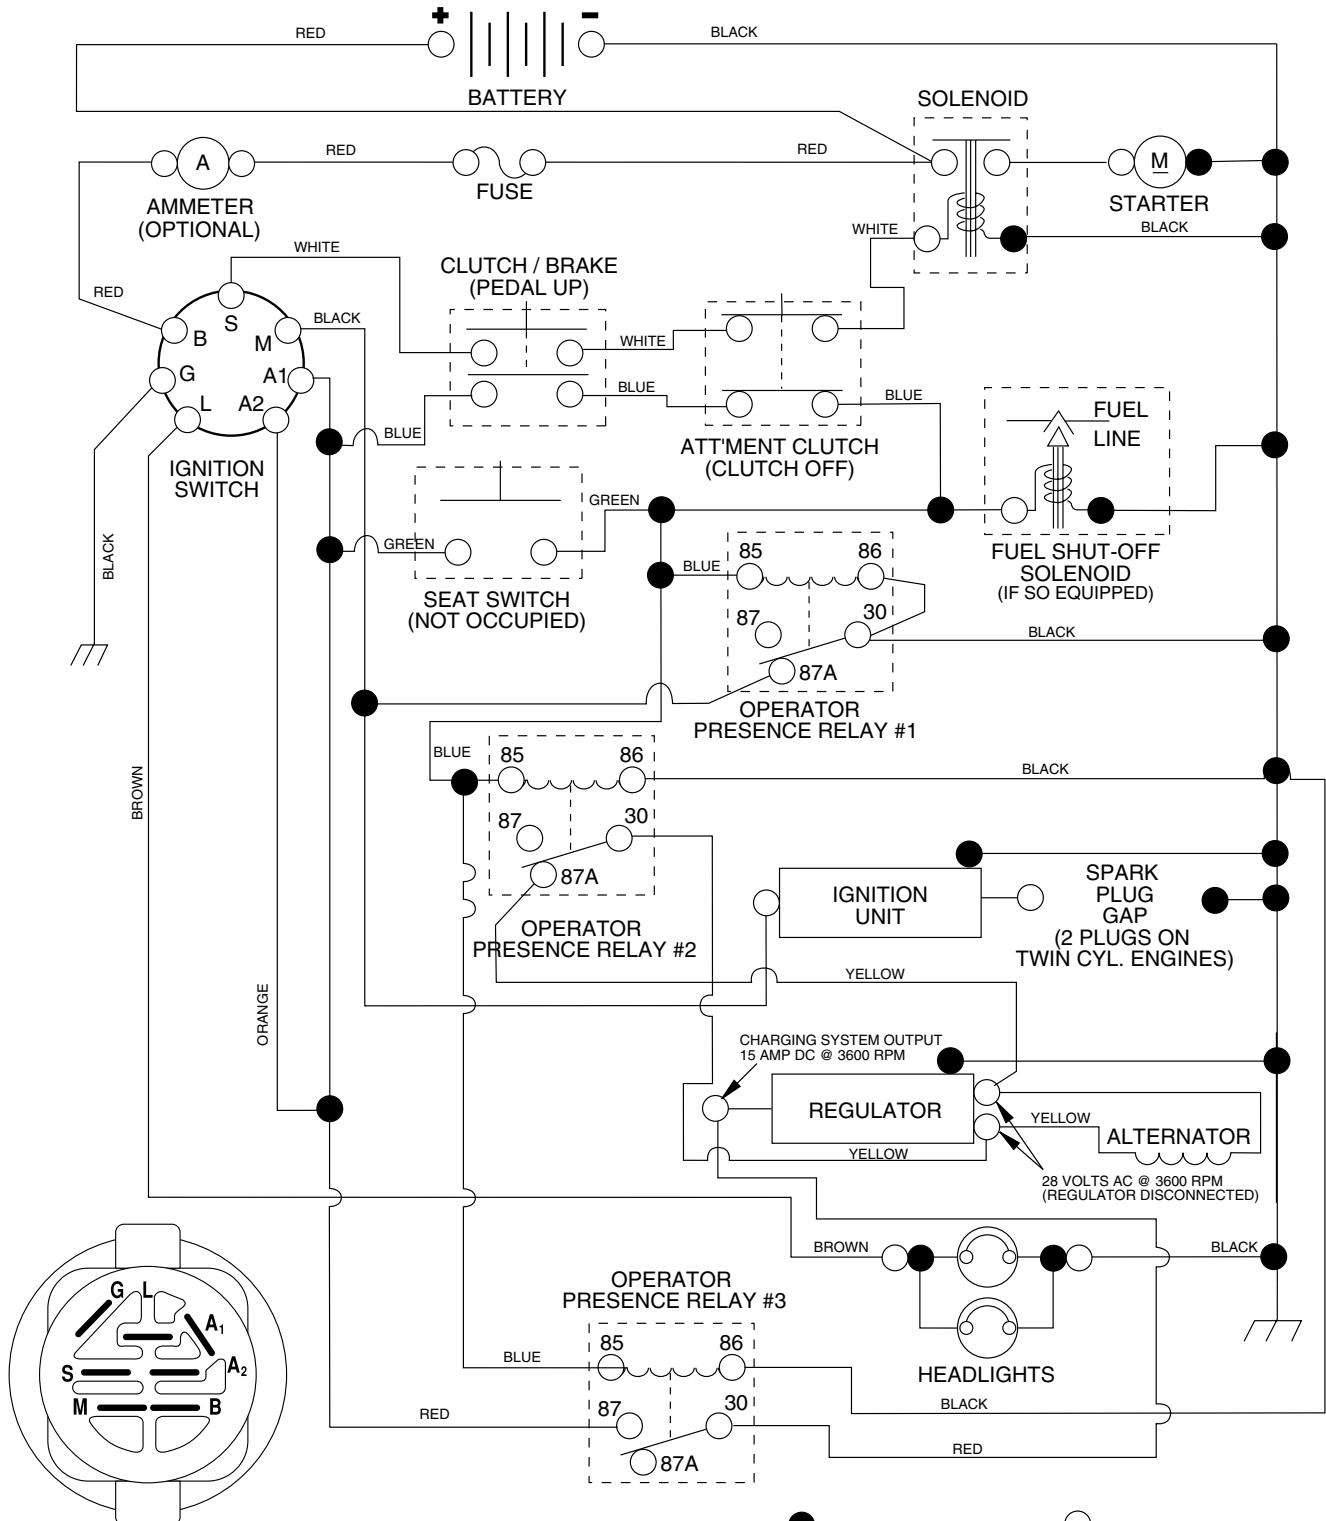 + -
RED
BLACK
BATTERY
SOLENOID
A
RED
RED
FUSE
M
AMMETER
(OPTIONAL)
STARTER
WHITE
BLACK
WHITE
CLUTCH / BRAKE
(PEDAL UP)
RED
S
BLACK
B
M
WHITE
G
A1
L
A2
BLUE
BLUE
BLUE
FUEL
LINE
ATT'MENT CLUTCH
(CLUTCH OFF)
IGNITION
SWITCH
GREEN
GREEN
BLACK
85
86
BLUE
FUEL SHUT-OFF
SOLENOID
(IF SO EQUIPPED)
SEAT SWITCH
(NOT OCCUPIED)
87
30
BLACK
87A
OPERATOR
PRESENCE RELAY #1
BLUE
85
86
BLACK
BROWN
87
30
87A
SPARK
PLUG
GAP
(2 PLUGS ON
TWIN CYL. ENGINES)
IGNITION
UNIT
OPERATOR
PRESENCE RELAY #2
YELLOW
ORANGE
CHARGING SYSTEM OUTPUT
15 AMP DC @ 3600 RPM
REGULATOR
YELLOW
ALTERNATOR
YELLOW
28 VOLTS AC @ 3600 RPM
(REGULATOR DISCONNECTED)
BROWN
BLACK
OPERATOR
PRESENCE RELAY #3
G L
A1
A2
S
M
B
85
86
BLUE
HEADLIGHTS
87
30
BLACK
RED
RED
87A